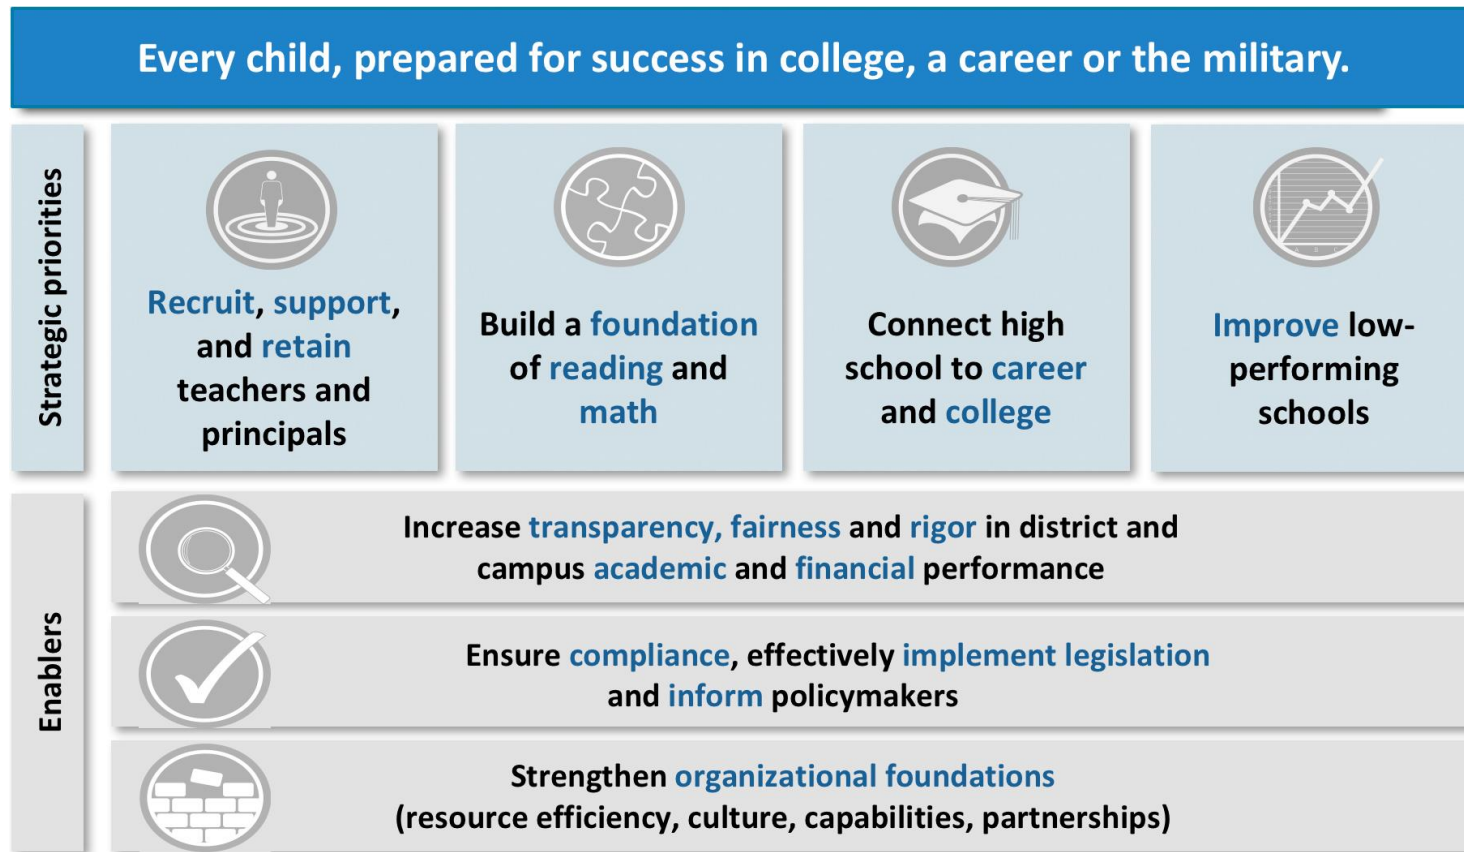 Every child, prepared for success in college, a career or the military.
Strategic priorities
Recruit, support,
and retain
teachers and
principals
Build a foundation
of reading and
math
Connect high
school to career
and college
Improve low-
performing
schools
Enablers
Increase transparency, fairness and rigor in district and
campus academic and financial performance
Ensure compliance, effectively implement legislation
and inform policymakers
Strengthen organizational foundations
(resource efficiency, culture, capabilities, partnerships)